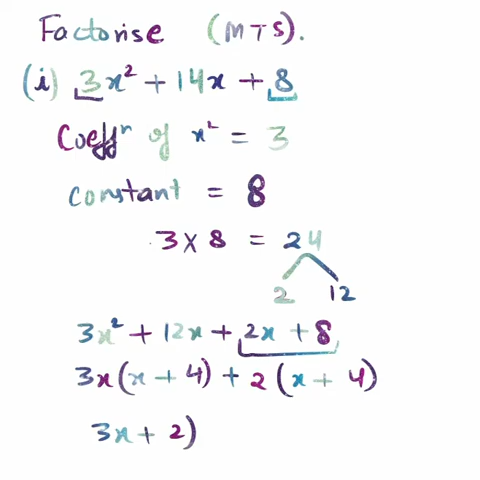 Factorise (MTS).
(i) 3x² + 14x + 8
Coeffⁿ of x² = 3
constant = 8
3 × 8 = 24
2 12
3x² + 12x + 2x + 8
3x(x + 4) + 2(x + 4)
3x + 2)